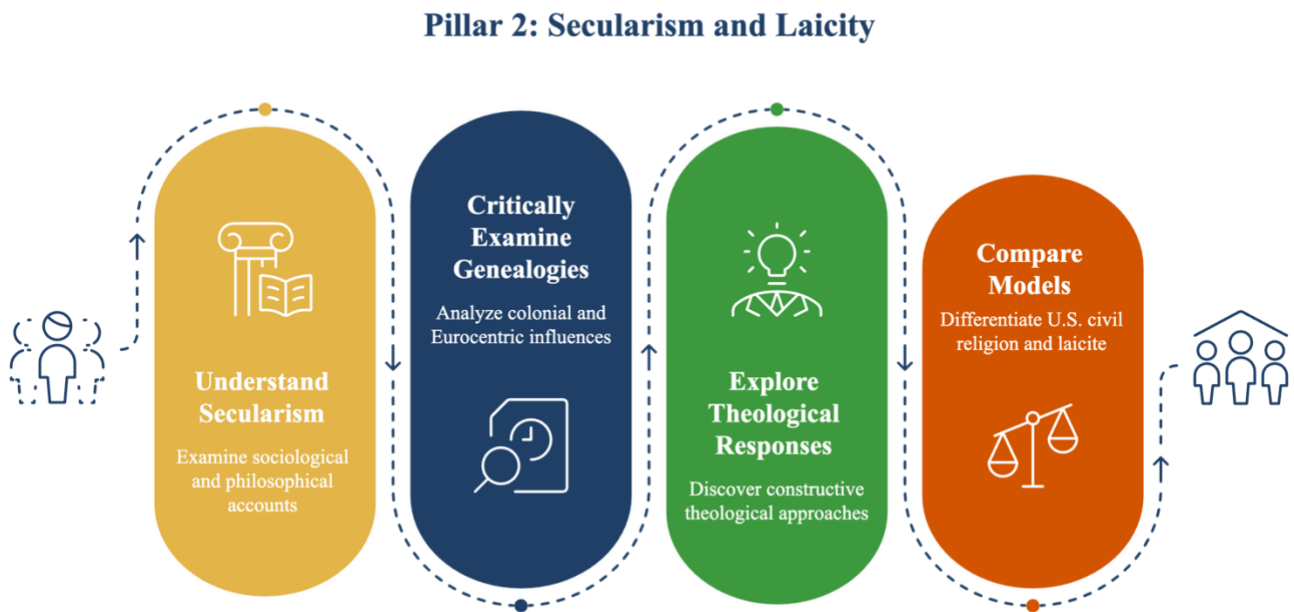 Pillar 2: Secularism and Laicity
Understand
Secularism
Examine sociological
and philosophical
accounts
Critically
Examine
Genealogies
Analyze colonial and
Eurocentric influences
Explore
Theological
Responses
Discover constructive
theological approaches
Compare
Models
Differentiate U.S. civil
religion and laicite